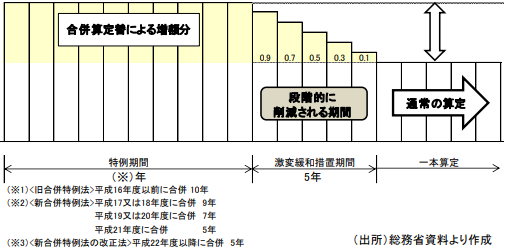 合併算定替による増額分
0.9
0.7
0.5
0.3
0.1
段階的に
削減される期間
通常の算定
特例期間
(※)年
激変緩和措置期間
5年
一本算定
(※1)<旧合併特例法>平成16年度以前に合併 10年
(※2)<新合併特例法>平成17又は18年度に合併 9年
平成19又は20年度に合併 7年
平成21年度に合併 5年
(※3)<新合併特例法の改正法>平成22年度以降に合併 5年
(出所)総務省資料より作成